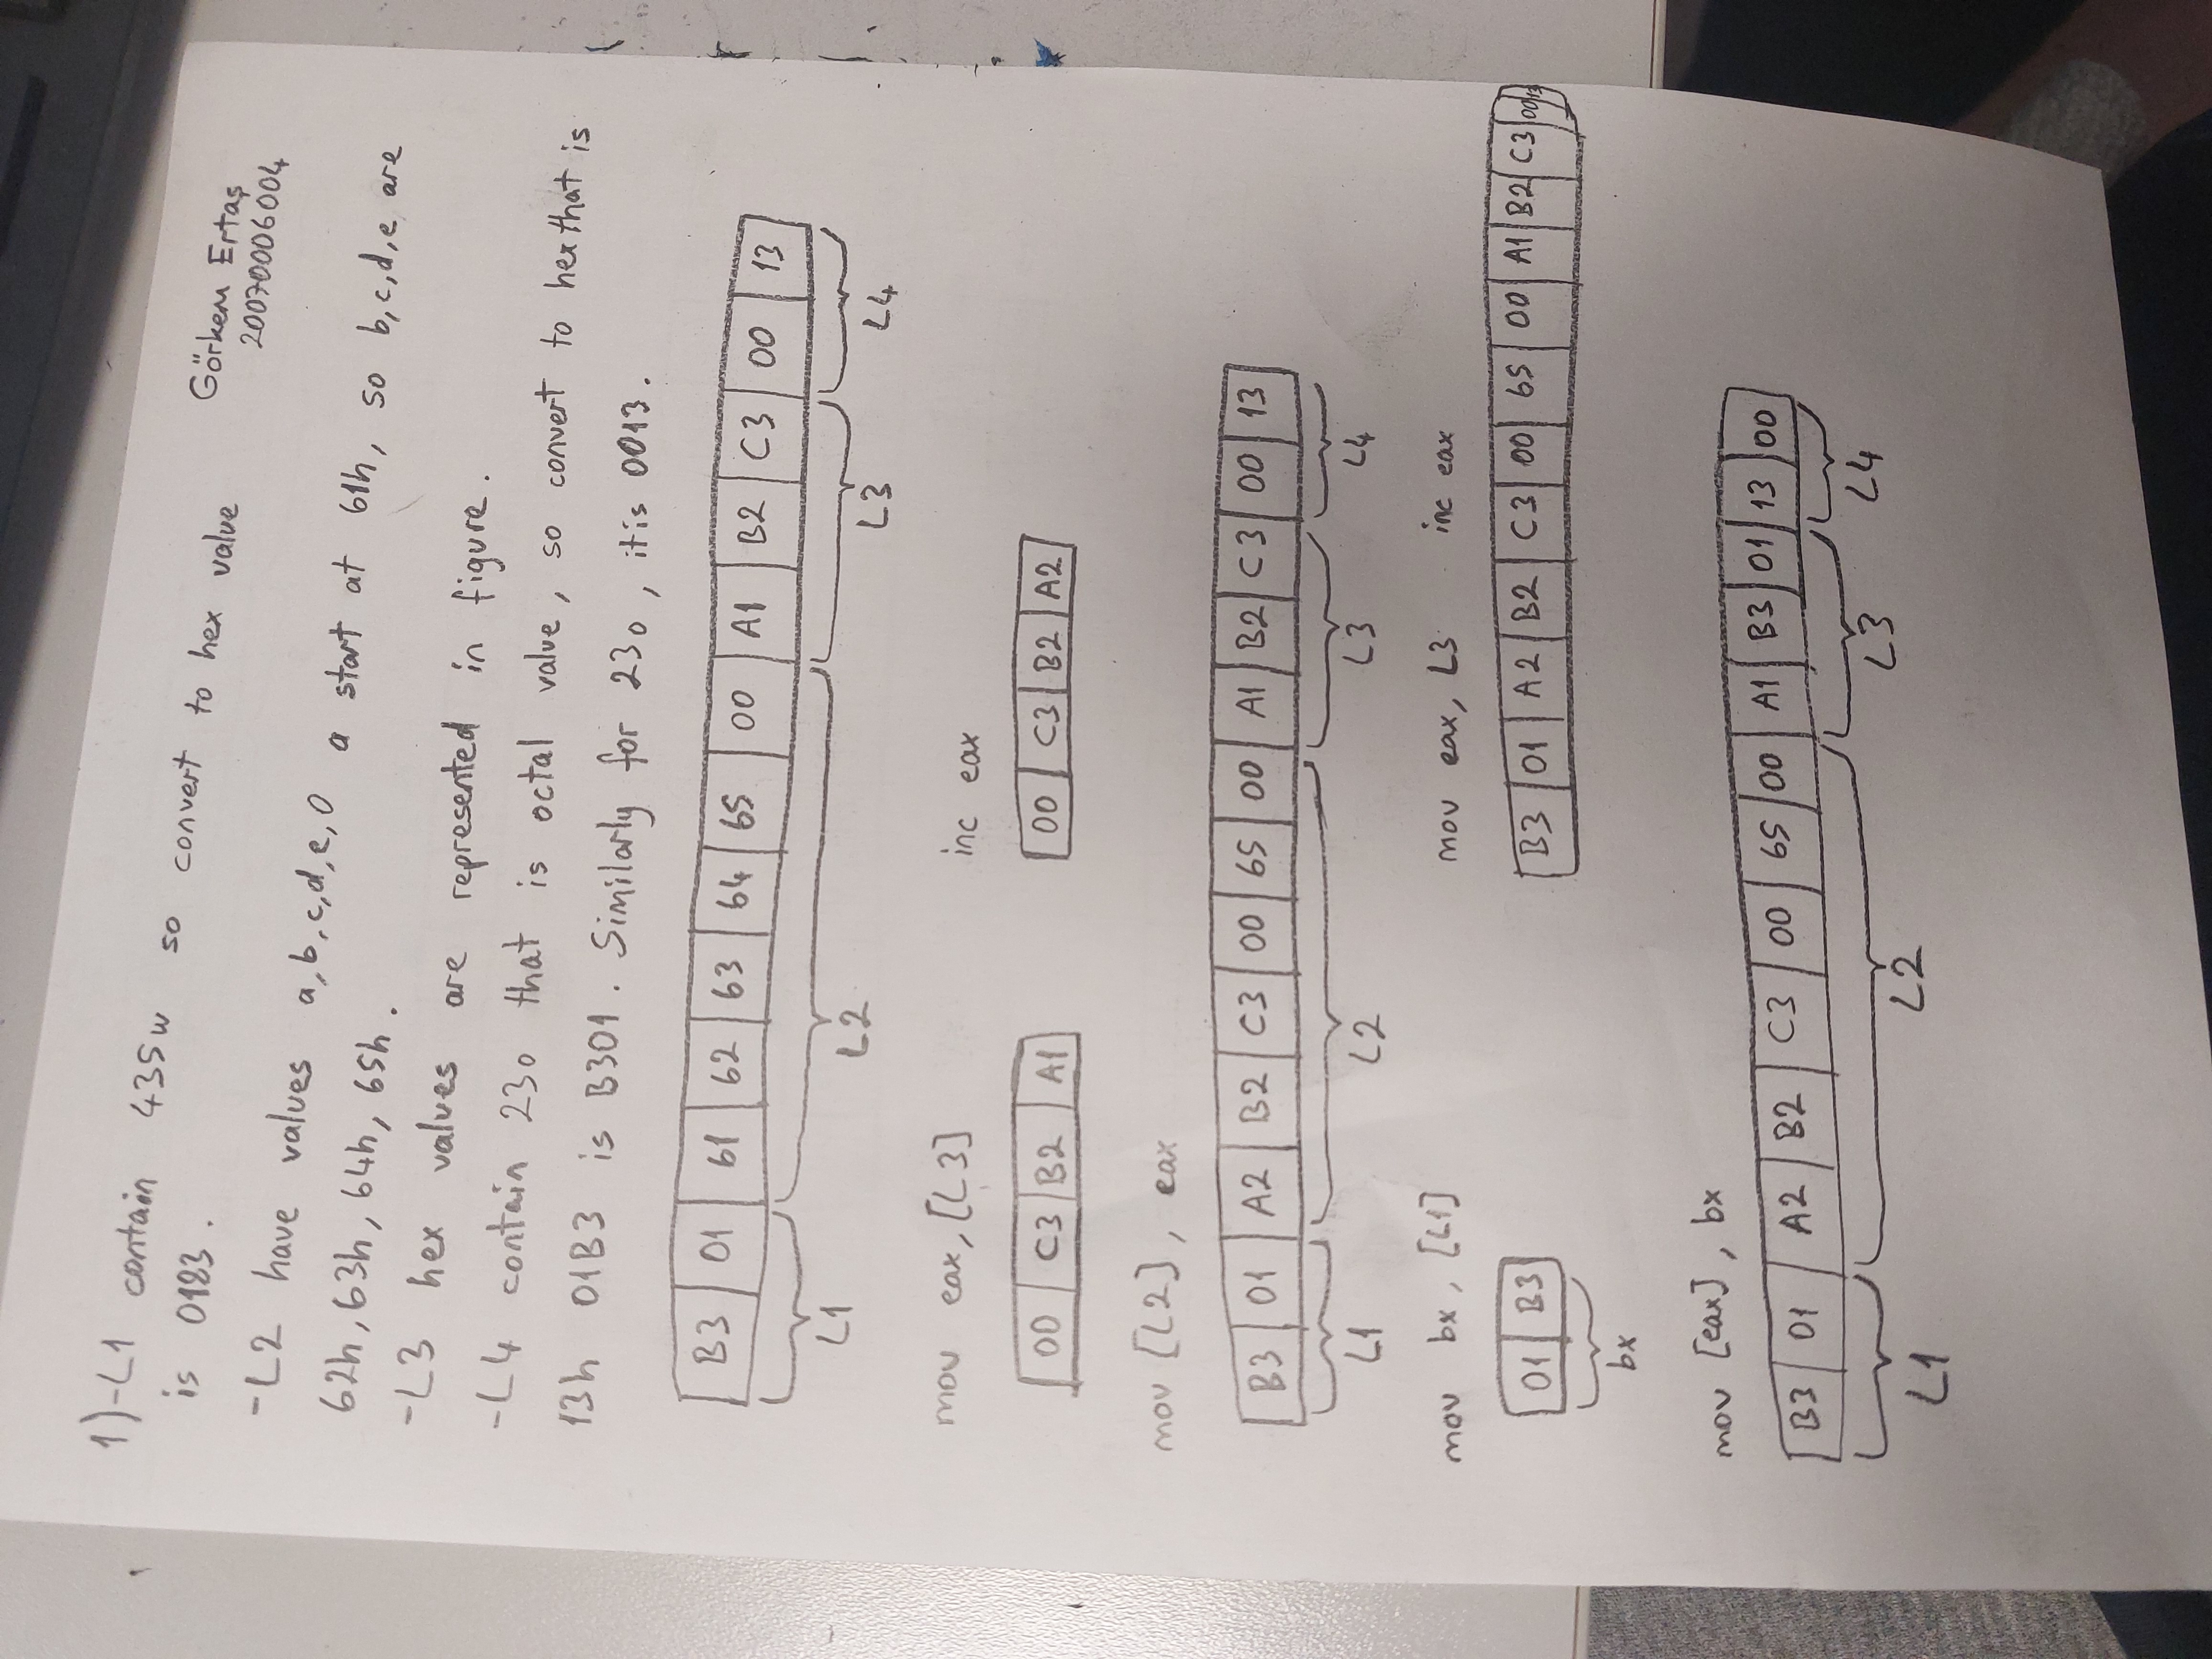 1)-L1 contain 435w so convert to hex value
is 01B3.
Görkem Ertaş
20070006004
-L2 have values a,b,c,d,e,0 a start at 61h, so b,c,d,e are
62h, 63h, 64h, 65h.
-L3 hex values are represented in figure.
-L4 contain 23o that is octal value, so convert to hex that is
13h 01B3 is B301. Similarly for 23o, it is 0013.
B3 01 61 62 63 64 65 00 A1 B2 C3 00 13
L1 L2 L3 L4
mov eax, [L3] inc eax
00 C3 B2 A1 00 C3 B2 A2
mov [L2], eax
B3 01 A2 B2 C3 00 65 00 A1 B2 C3 00 13
L1 L2 L3 L4
mov bx, [L1] mov eax, L3 inc eax
01 B3 B3 01 A2 B2 C3 00 65 00 A1 B2 C3 00 13
bx
mov [eax], bx
B3 01 A2 B2 C3 00 65 00 A1 B3 01 13 00
L1 L2 L3 L4